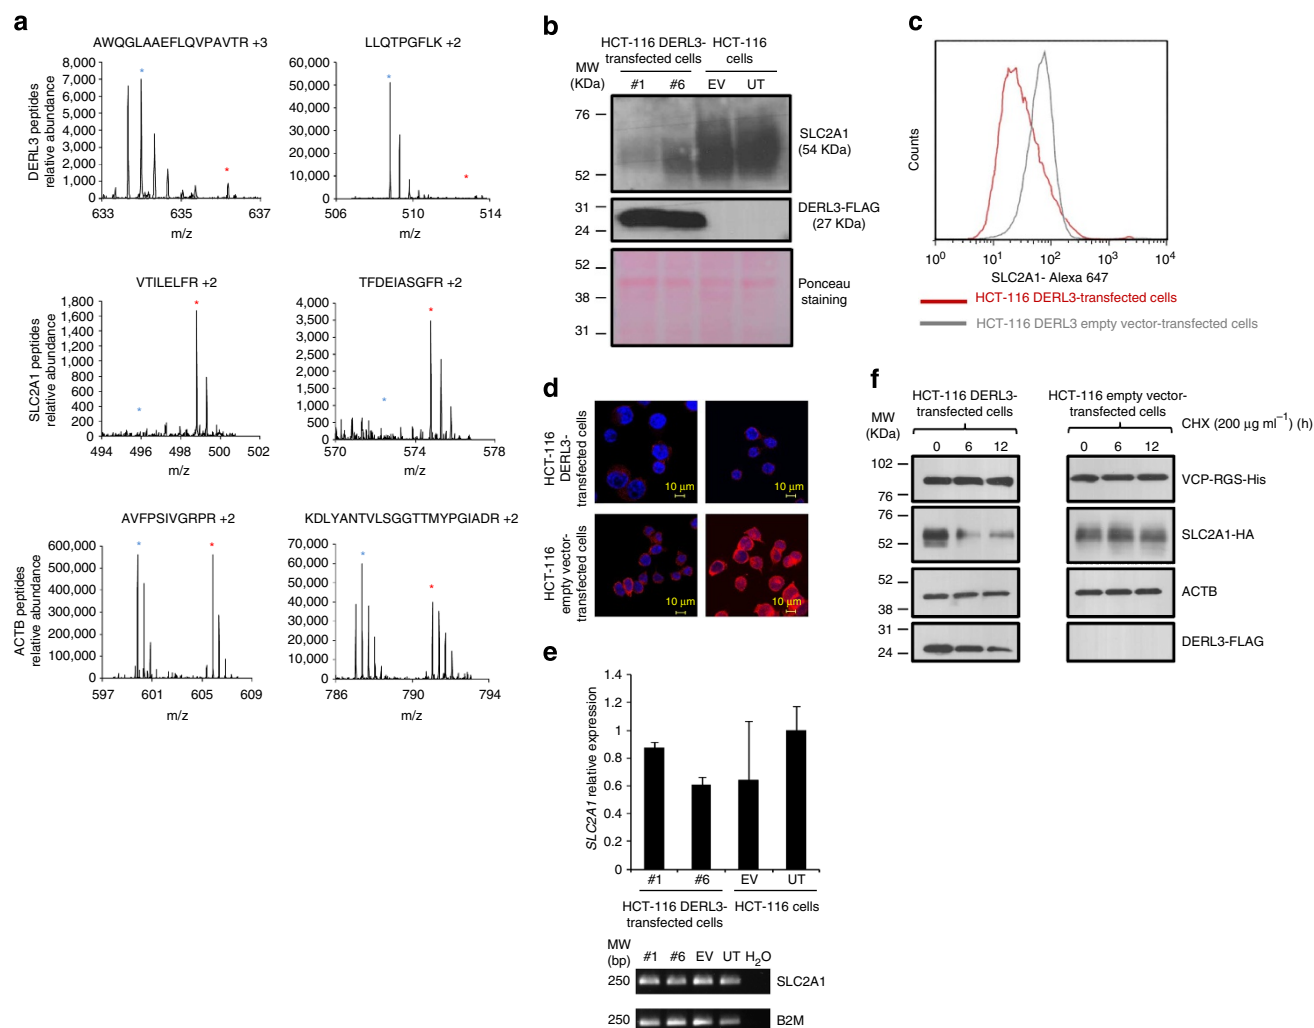 a
AWQGLAAEFLQVPAVTR +3
DERL3 peptides
relative abundance
8,000
7,000
6,000
5,000
4,000
3,000
2,000
1,000
0
633
635
637
m/z
LLQTPGFLK +2
60,000
50,000
40,000
30,000
20,000
10,000
0
506
510
514
m/z
VTILELFR +2
SLC2A1 peptides
relative abundance
1,800
1,600
1,400
1,200
1,000
800
600
400
200
0
494
496
498
500
502
m/z
TFDEIASGFR +2
4,000
3,500
3,000
2,500
2,000
1,500
1,000
500
0
570
574
578
m/z
AVFPSIVGRPR +2
ACTB peptides
relative abundance
600,000
500,000
400,000
300,000
200,000
100,000
0
597
601
605
609
m/z
KDLYANTVLSGGTTMYPGIADR +2
70,000
60,000
50,000
40,000
30,000
20,000
10,000
0
786
790
794
m/z
b
HCT-116 DERL3-
transfected cells
HCT-116
cells
MW
(KDa)
#1
#6
EV
UT
76
52
SLC2A1
(54 KDa)
31
24
DERL3-FLAG
(27 KDa)
52
38
31
Ponceau
staining
c
Counts
10⁰
10¹
10²
10³
10⁴
SLC2A1- Alexa 647
HCT-116 DERL3-transfected cells
HCT-116 DERL3 empty vector-transfected cells
d
HCT-116
DERL3-
transfected cells
10 µm
10 µm
HCT-116
empty vector-
transfected cells
10 µm
10 µm
e
SLC2A1 relative expression
1.4
1.2
1
0.8
0.6
0.4
0.2
0
#1
#6
EV
UT
HCT-116 DERL3-
transfected cells
HCT-116 cells
MW
(bp)
#1
#6
EV
UT
H₂O
250
SLC2A1
250
B2M
f
HCT-116 DERL3-
transfected cells
HCT-116 empty vector-
transfected cells
MW
(KDa)
CHX (200 µg ml⁻¹) (h)
0
6
12
0
6
12
102
76
VCP-RGS-His
76
52
SLC2A1-HA
52
38
ACTB
31
24
DERL3-FLAG